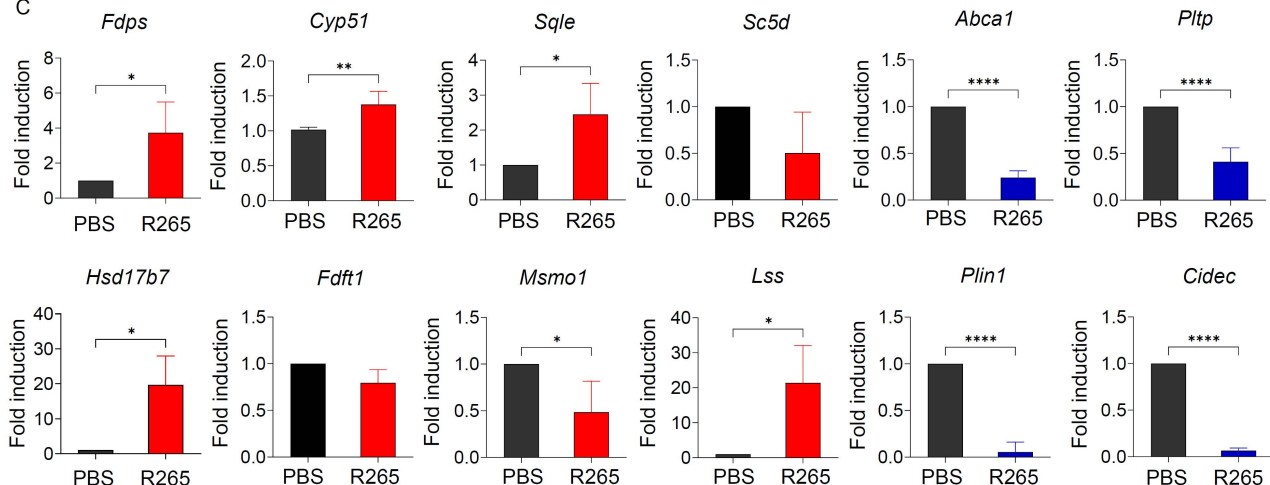 C
Fdps
Cyp51
Sqle
Sc5d
Abca1
Pltp
Fold induction
8
6
4
2
0
*
PBS R265
Fold induction
2.0
1.5
1.0
0.5
0.0
**
PBS R265
Fold induction
4
3
2
1
0
*
PBS R265
Fold induction
1.5
1.0
0.5
0.0
PBS R265
Fold induction
1.5
1.0
0.5
0.0
****
PBS R265
Fold induction
1.5
1.0
0.5
0.0
****
PBS R265
Hsd17b7
Fdft1
Msmo1
Lss
Plin1
Cidec
Fold induction
40
30
20
10
0
*
PBS R265
Fold induction
1.5
1.0
0.5
0.0
PBS R265
Fold induction
1.5
1.0
0.5
0.0
*
PBS R265
Fold induction
40
30
20
10
0
*
PBS R265
Fold induction
1.5
1.0
0.5
0.0
****
PBS R265
Fold induction
1.5
1.0
0.5
0.0
****
PBS R265